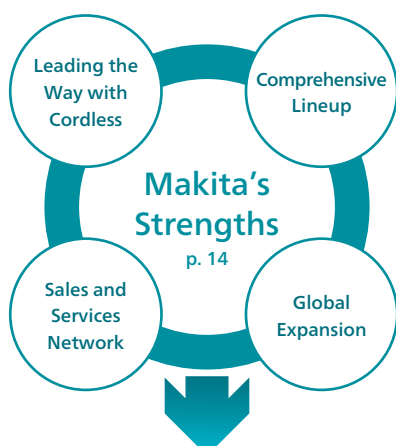 Leading the
Way with
Cordless
Comprehensive
Lineup
Makita's
Strengths
p. 14
Sales and
Services
Network
Global
Expansion